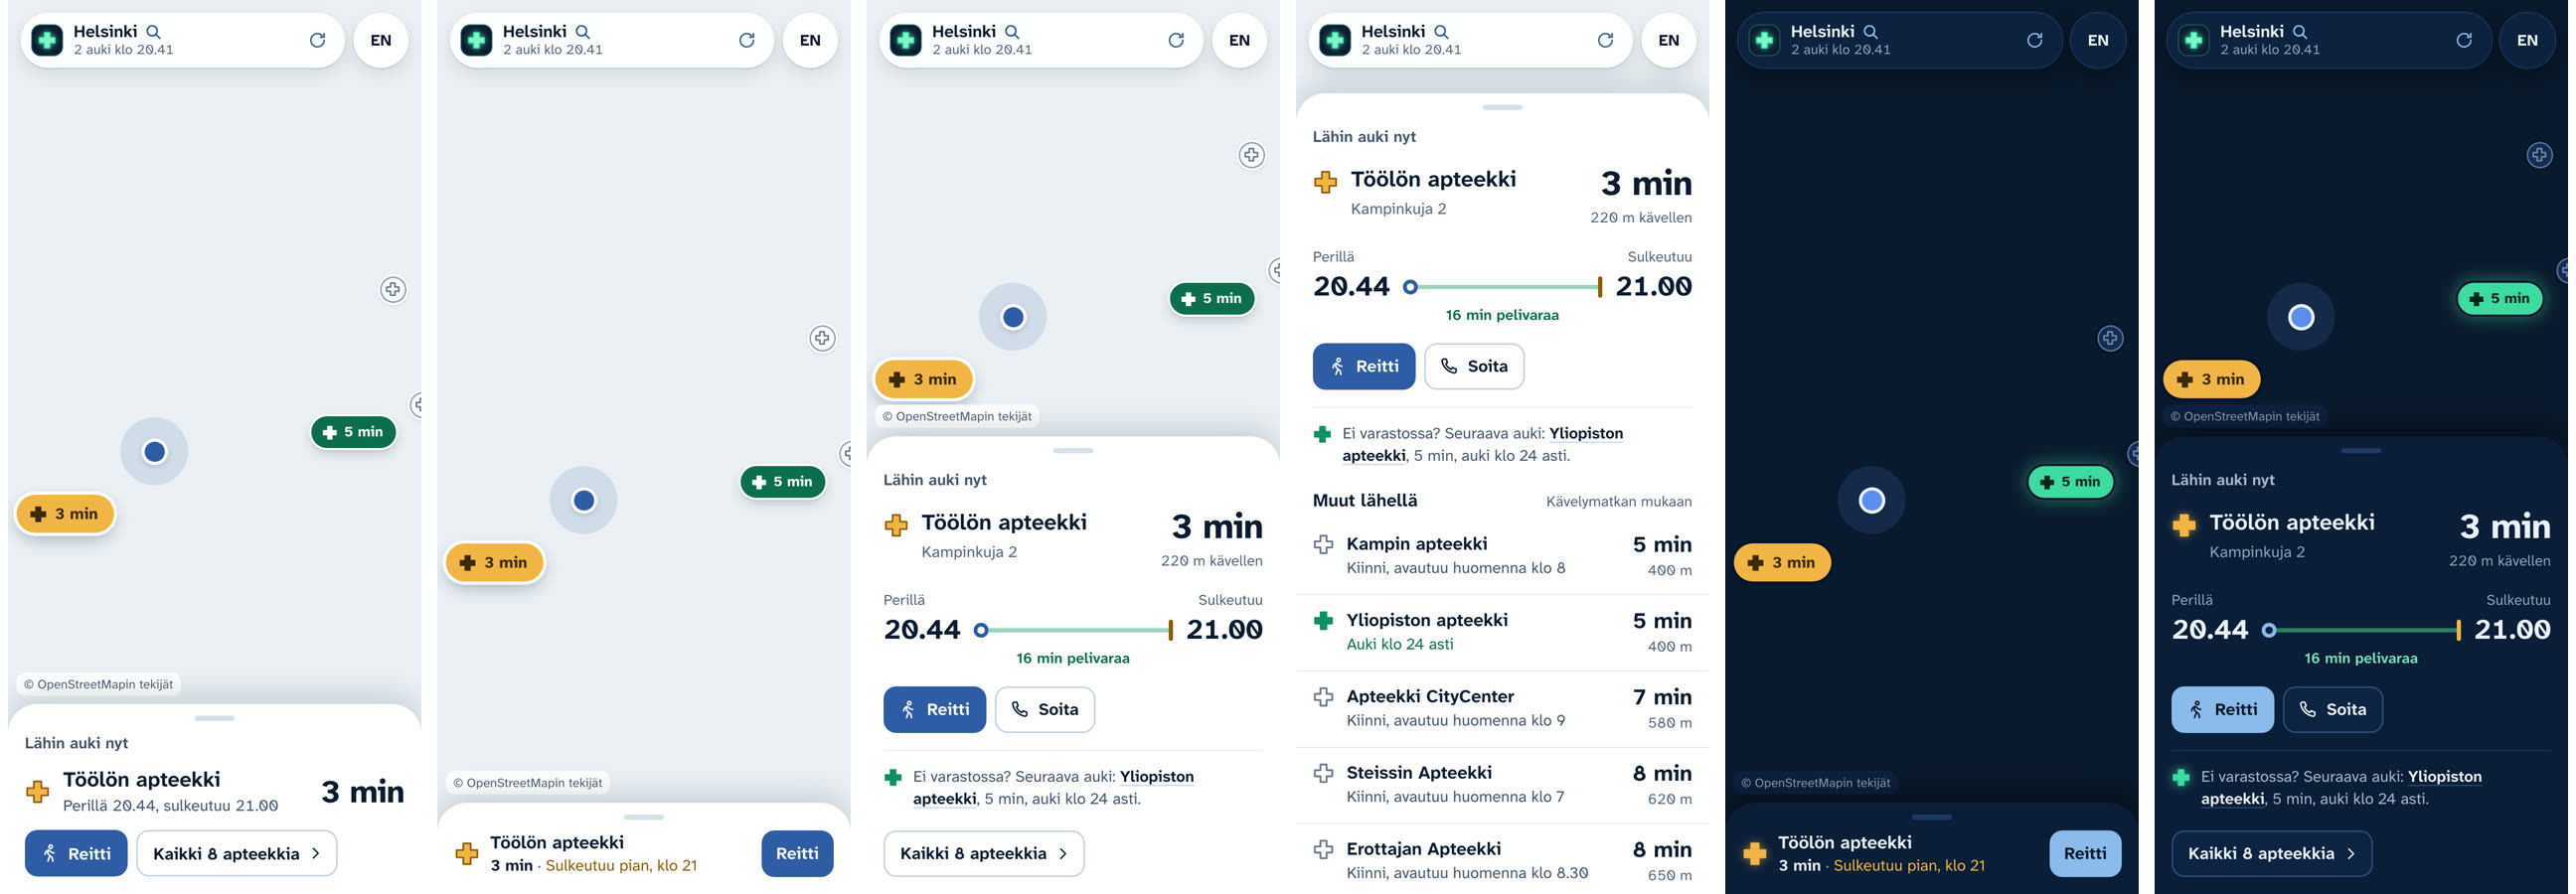 Helsinki
2 auki klo 20.41
EN
5 min
3 min
© OpenStreetMapin tekijät
Lähin auki nyt
Töölön apteekki
Perillä 20.44, sulkeutuu 21.00
3 min
Reitti
Kaikki 8 apteekkia
Helsinki
2 auki klo 20.41
EN
5 min
3 min
© OpenStreetMapin tekijät
Töölön apteekki
3 min · Sulkeutuu pian, klo 21
Reitti
Helsinki
2 auki klo 20.41
EN
5 min
3 min
© OpenStreetMapin tekijät
Lähin auki nyt
Töölön apteekki
3 min
Kampinkuja 2
220 m kävellen
Perillä
Sulkeutuu
20.44
21.00
16 min pelivaraa
Reitti
Soita
Ei varastossa? Seuraava auki: Yliopiston
apteekki, 5 min, auki klo 24 asti.
Kaikki 8 apteekkia
Helsinki
2 auki klo 20.41
EN
Lähin auki nyt
Töölön apteekki
3 min
Kampinkuja 2
220 m kävellen
Perillä
Sulkeutuu
20.44
21.00
16 min pelivaraa
Reitti
Soita
Ei varastossa? Seuraava auki: Yliopiston
apteekki, 5 min, auki klo 24 asti.
Muut lähellä
Kävelymatkan mukaan
Kampin apteekki
5 min
Kiinni, avautuu huomenna klo 8
400 m
Yliopiston apteekki
5 min
Auki klo 24 asti
400 m
Apteekki CityCenter
7 min
Kiinni, avautuu huomenna klo 9
580 m
Steissin Apteekki
8 min
Kiinni, avautuu huomenna klo 7
620 m
Erottajan Apteekki
8 min
Kiinni, avautuu huomenna klo 8.30
650 m
Helsinki
2 auki klo 20.41
EN
5 min
3 min
© OpenStreetMapin tekijät
Töölön apteekki
3 min · Sulkeutuu pian, klo 21
Reitti
Helsinki
2 auki klo 20.41
EN
5 min
3 min
© OpenStreetMapin tekijät
Lähin auki nyt
Töölön apteekki
3 min
Kampinkuja 2
220 m kävellen
Perillä
Sulkeutuu
20.44
21.00
16 min pelivaraa
Reitti
Soita
Ei varastossa? Seuraava auki: Yliopiston
apteekki, 5 min, auki klo 24 asti.
Kaikki 8 apteekkia